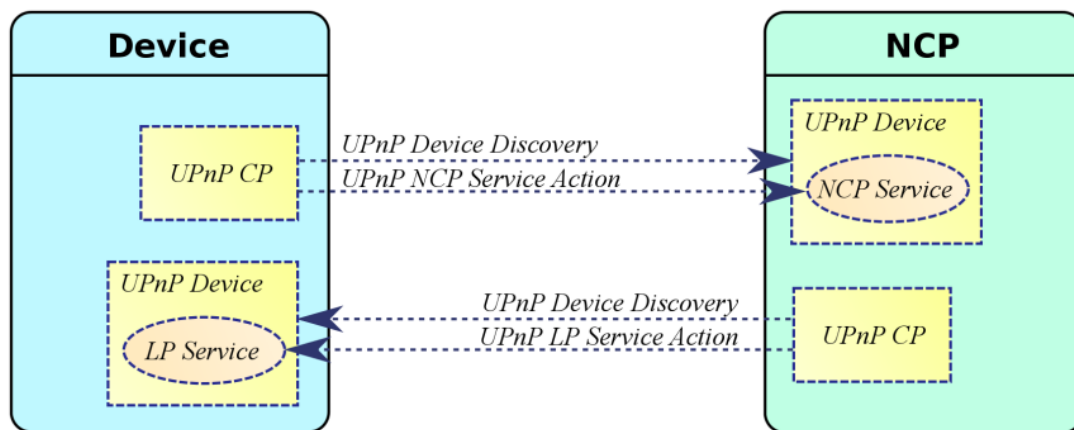 Device
NCP
UPnP CP
UPnP Device Discovery
UPnP NCP Service Action
UPnP Device
NCP Service
UPnP Device
LP Service
UPnP Device Discovery
UPnP LP Service Action
UPnP CP